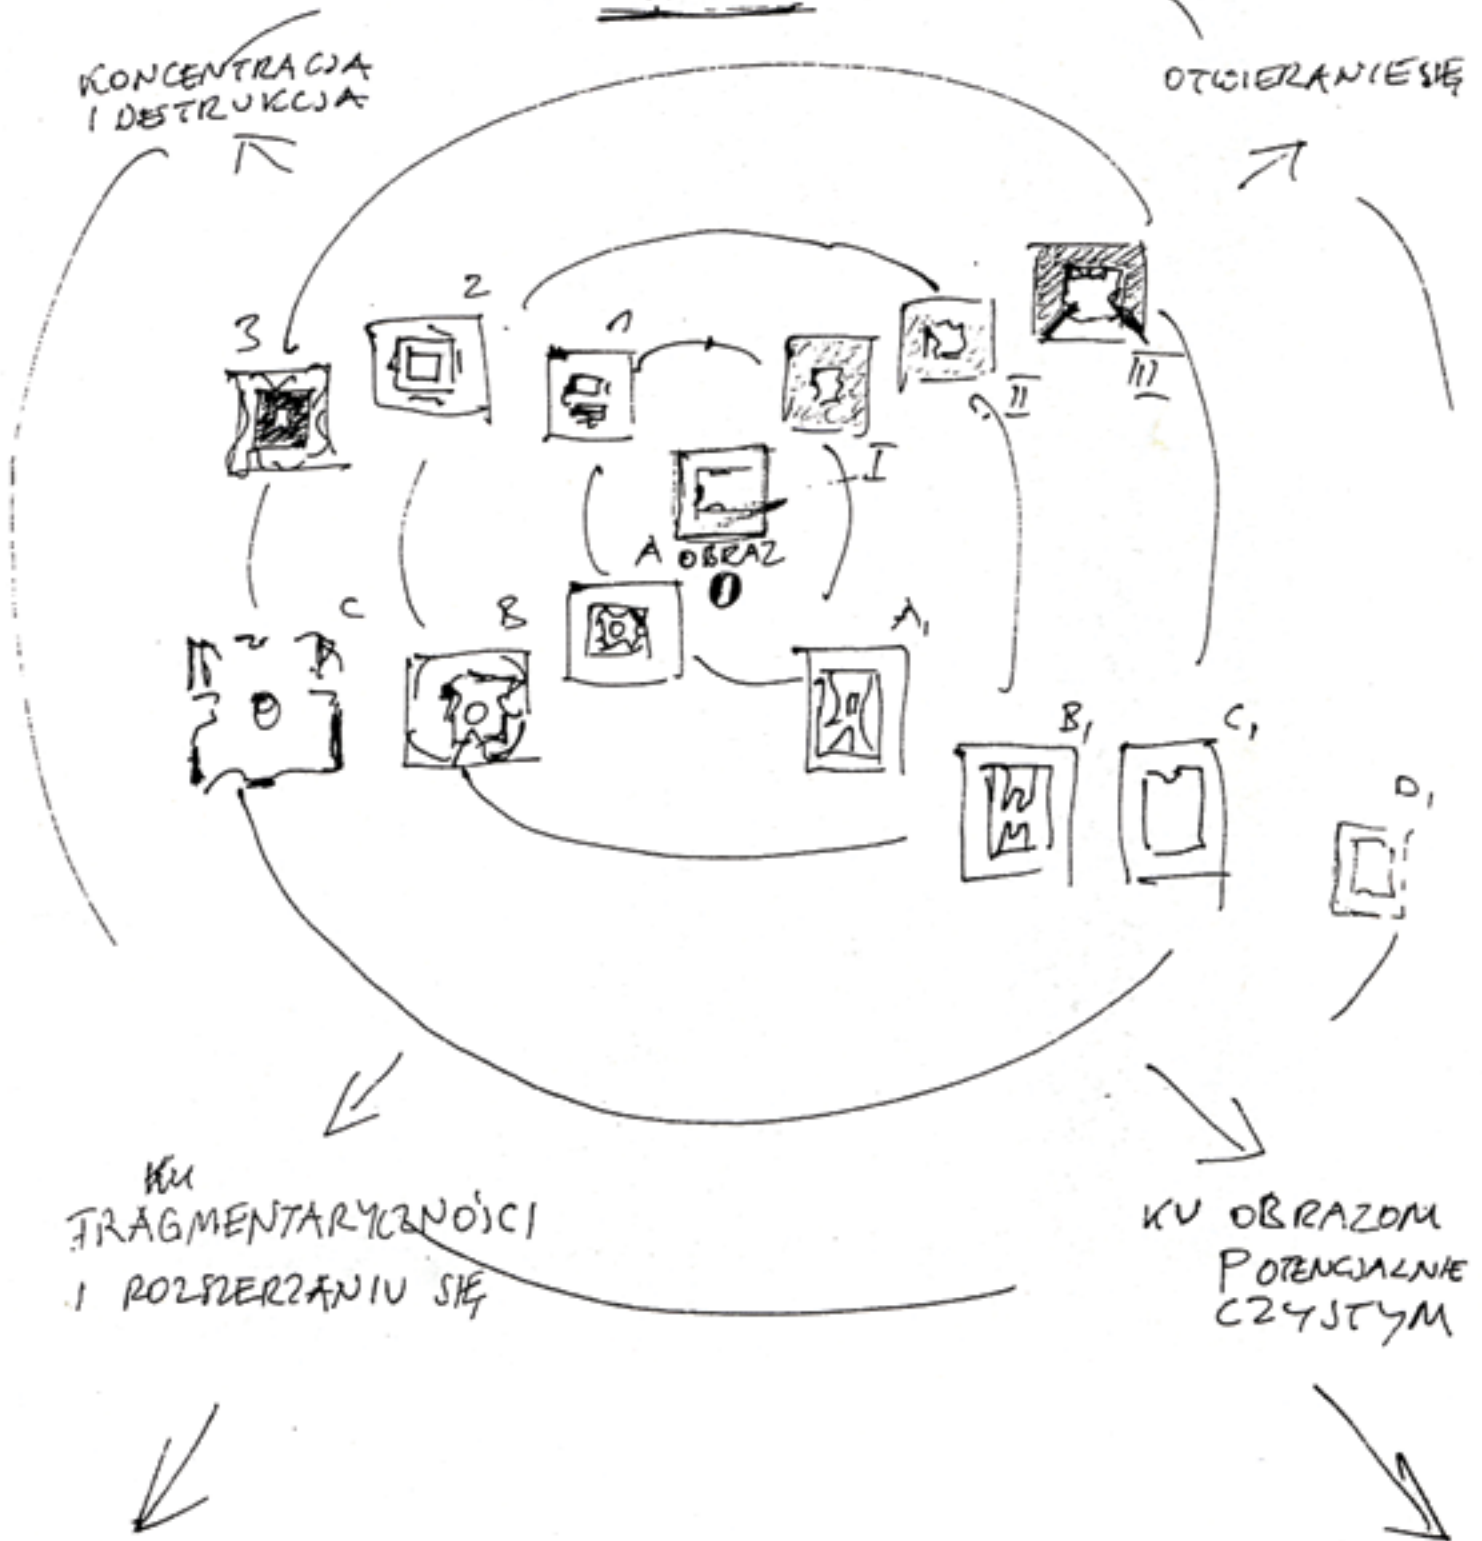 KONCENTRACJA
I DESTRUKCJA
OTWIERANIE SIĘ
3
2
1
I
II
III
A OBRAZ
0
C
B
A₁
B₁
C₁
D₁
KU
FRAGMENTARYCZNOŚCI
I ROZSZERZANIU SIĘ
KU OBRAZOM
POTENCJALNIE
CZYSTYM